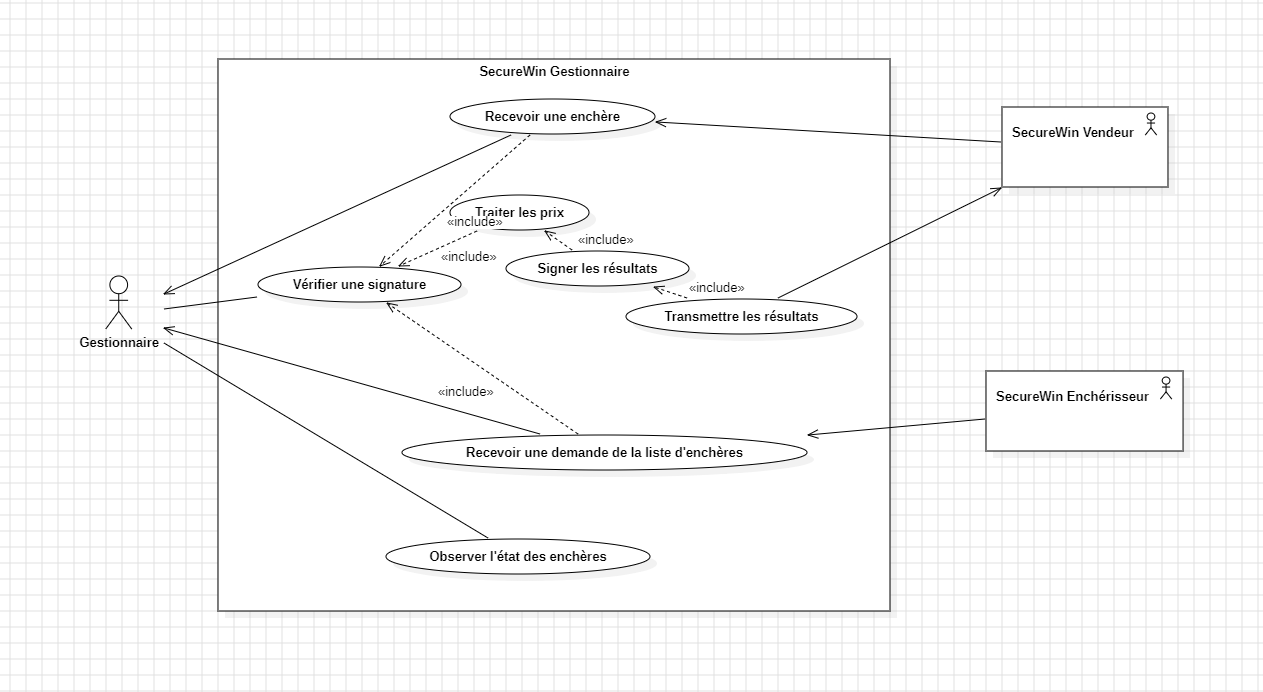 SecureWin Gestionnaire
Recevoir une enchère
SecureWin Vendeur
Traiter les prix
«include»
«include»
«include»
Signer les résultats
Vérifier une signature
«include»
Transmettre les résultats
Gestionnaire
«include»
SecureWin Enchérisseur
Recevoir une demande de la liste d'enchères
Observer l'état des enchères